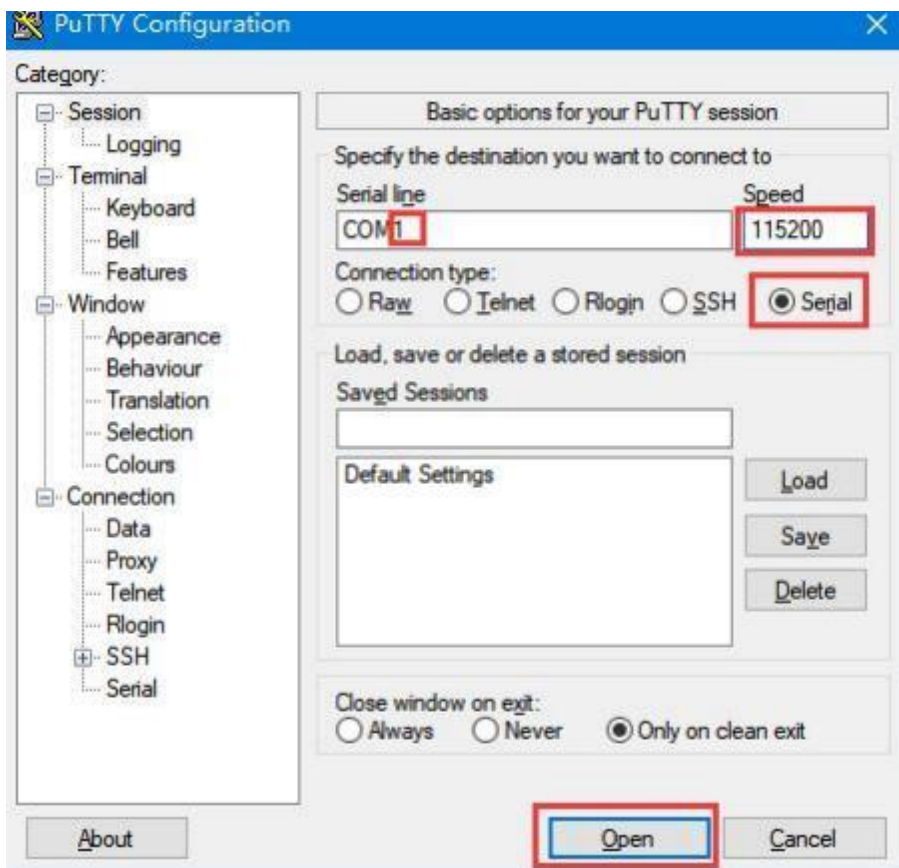 PuTTY Configuration
Category:
Session
Logging
Terminal
Keyboard
Bell
Features
Window
Appearance
Behaviour
Translation
Selection
Colours
Connection
Data
Proxy
Telnet
Rlogin
SSH
Serial
Basic options for your PuTTY session
Specify the destination you want to connect to
Serial line Speed
COM1 115200
Connection type:
Raw Telnet Rlogin SSH Serial
Load, save or delete a stored session
Saved Sessions
Default Settings
Load
Save
Delete
Close window on exit:
Always Never Only on clean exit
About Open Cancel